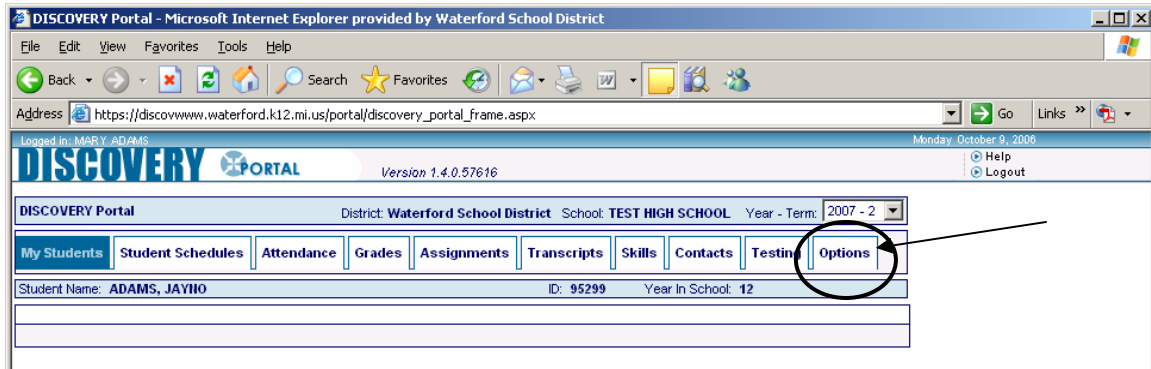 DISCOVERY Portal - Microsoft Internet Explorer provided by Waterford School District
File Edit View Favorites Tools Help
Back Search Favorites
Address https://discovwww.waterford.k12.mi.us/portal/discovery_portal_frame.aspx Go Links »
Logged in: MARY ADAMS Monday October 9, 2006
DISCOVERY PORTAL Version 1.4.0.57616 Help
Logout
DISCOVERY Portal District: Waterford School District School: TEST HIGH SCHOOL Year - Term: 2007 - 2
My Students Student Schedules Attendance Grades Assignments Transcripts Skills Contacts Testing Options
Student Name: ADAMS, JAYNO ID: 95299 Year In School: 12